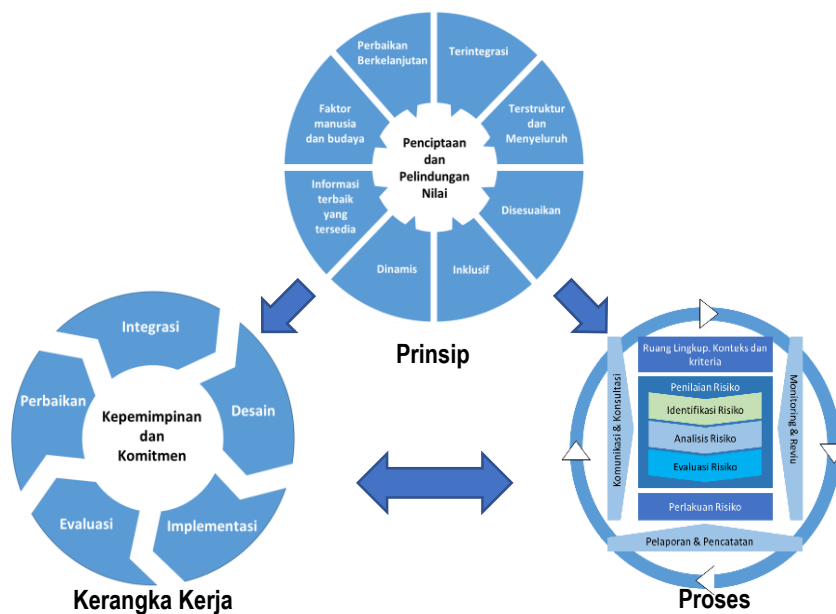 Perbaikan
Berkelanjutan
Terintegrasi
Terstruktur
dan
Menyeluruh
Disesuaikan
Inklusif
Dinamis
Informasi
terbaik
yang
tersedia
Faktor
manusia
dan budaya
Penciptaan
dan
Pelindungan
Nilai
Prinsip
Integrasi
Desain
Implementasi
Evaluasi
Perbaikan
Kepemimpinan
dan
Komitmen
Kerangka Kerja
Ruang Lingkup. Konteks dan
kriteria
Penilaian Risiko
Identifikasi Risiko
Analisis Risiko
Evaluasi Risiko
Perlakuan Risiko
Komunikasi & Konsultasi
Monitoring & Reviu
Pelaporan & Pencatatan
Proses